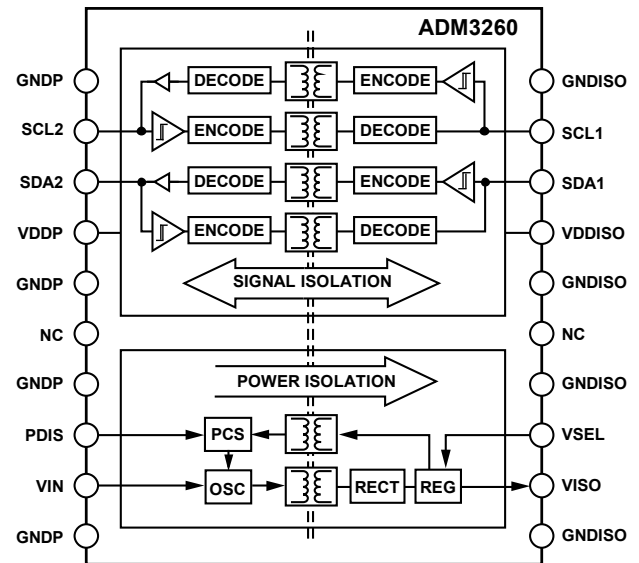 ADM3260
GNDP
DECODE
ENCODE
GNDISO
SCL2
ENCODE
DECODE
SCL1
SDA2
DECODE
ENCODE
SDA1
VDDP
ENCODE
DECODE
VDDISO
GNDP
SIGNAL ISOLATION
GNDISO
NC
NC
GNDP
POWER ISOLATION
GNDISO
PDIS
PCS
VSEL
VIN
OSC
RECT
REG
VISO
GNDP
GNDISO